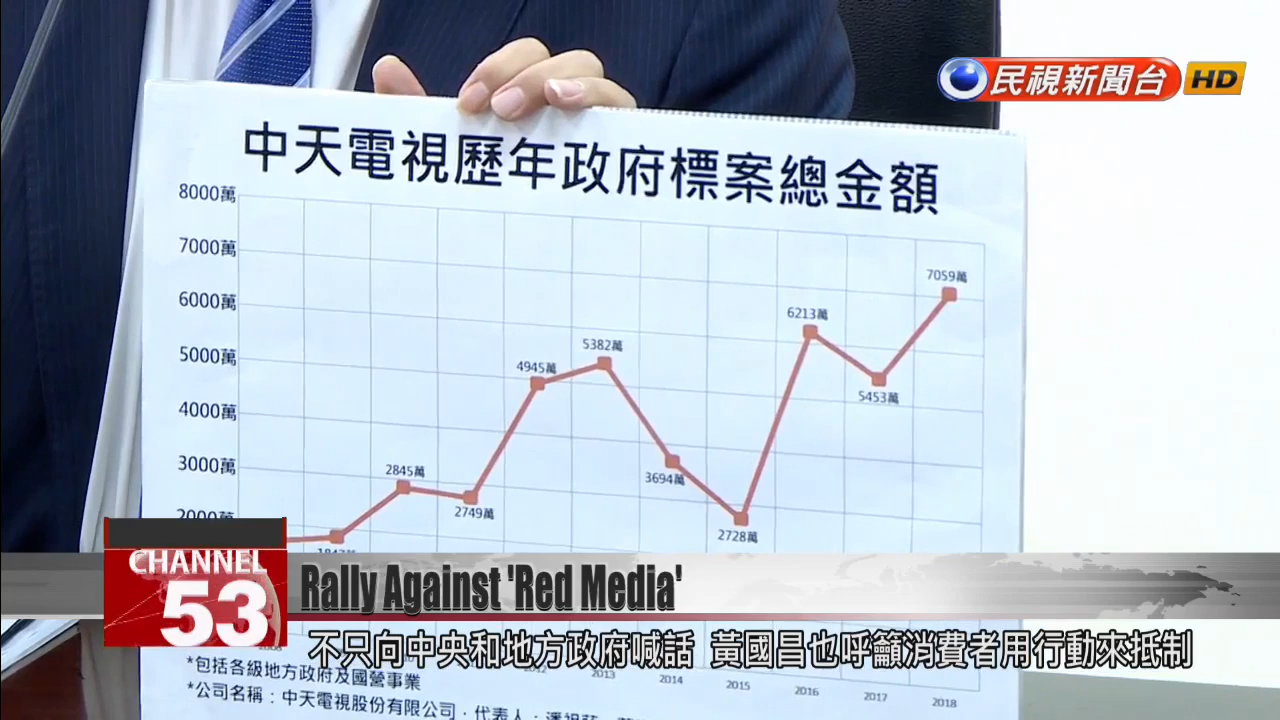 民視新聞台 HD
中天電視歷年政府標案總金額
8000萬
7000萬
6000萬
5000萬
4000萬
3000萬
2000萬
2845萬
2749萬
4945萬
5382萬
3694萬
2728萬
6213萬
5453萬
7059萬
CHANNEL
53
Rally Against 'Red Media'
不只向中央和地方政府喊話 黃國昌也呼籲消費者用行動來抵制
2012 2013 2014 2015 2016 2017 2018
*包括各級地方政府及國營事業
*公司名稱：中天電視股份有限公司．代表人：